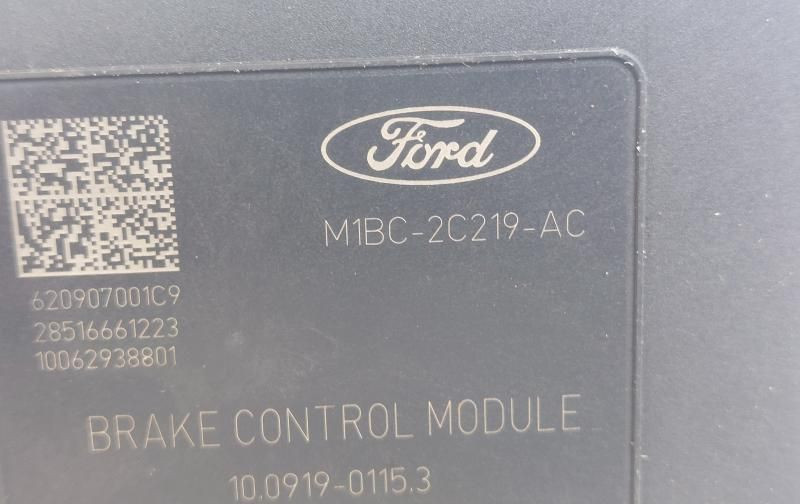 Ford
M1BC-2C219-AC
620907001C9
28516661223
10062938801
BRAKE CONTROL MODULE
10.0919-0115.3